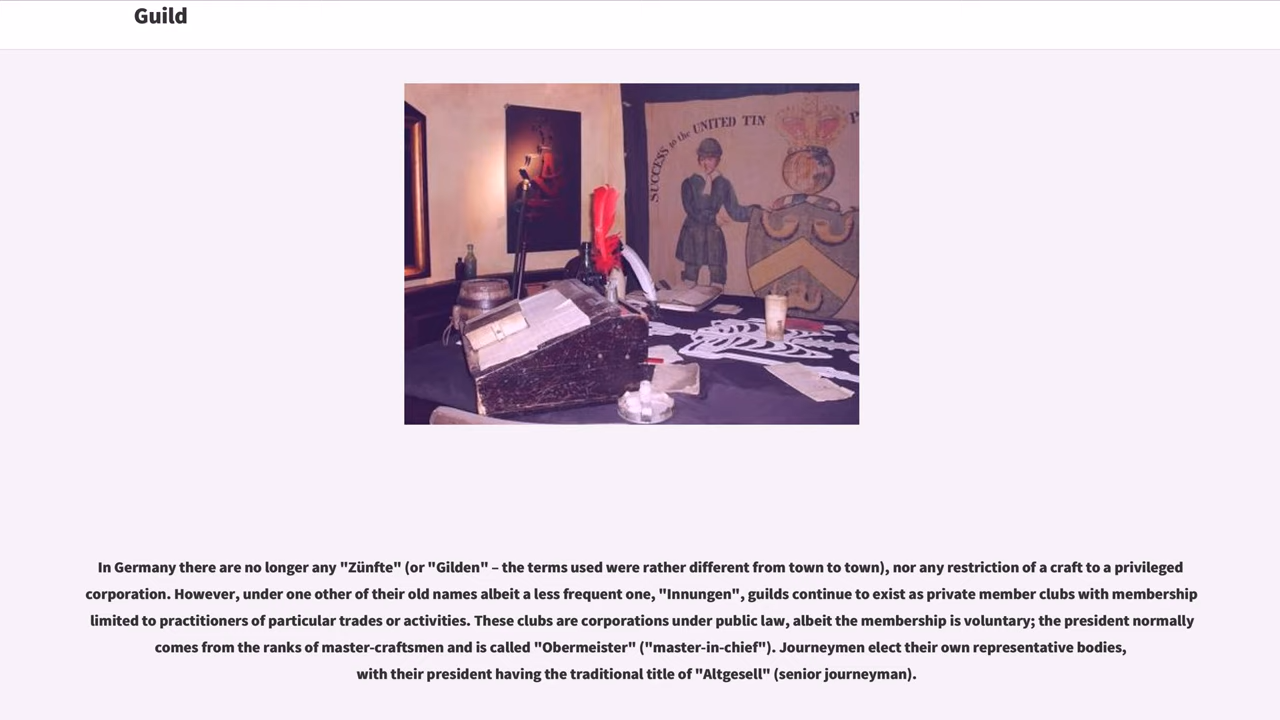 Guild
SUCCESS to the UNITED TIN P
In Germany there are no longer any "Zünfte" (or "Gilden" – the terms used were rather different from town to town), nor any restriction of a craft to a privileged
corporation. However, under one other of their old names albeit a less frequent one, "Innungen", guilds continue to exist as private member clubs with membership
limited to practitioners of particular trades or activities. These clubs are corporations under public law, albeit the membership is voluntary; the president normally
comes from the ranks of master-craftsmen and is called "Obermeister" ("master-in-chief"). Journeymen elect their own representative bodies,
with their president having the traditional title of "Altgesell" (senior journeyman).